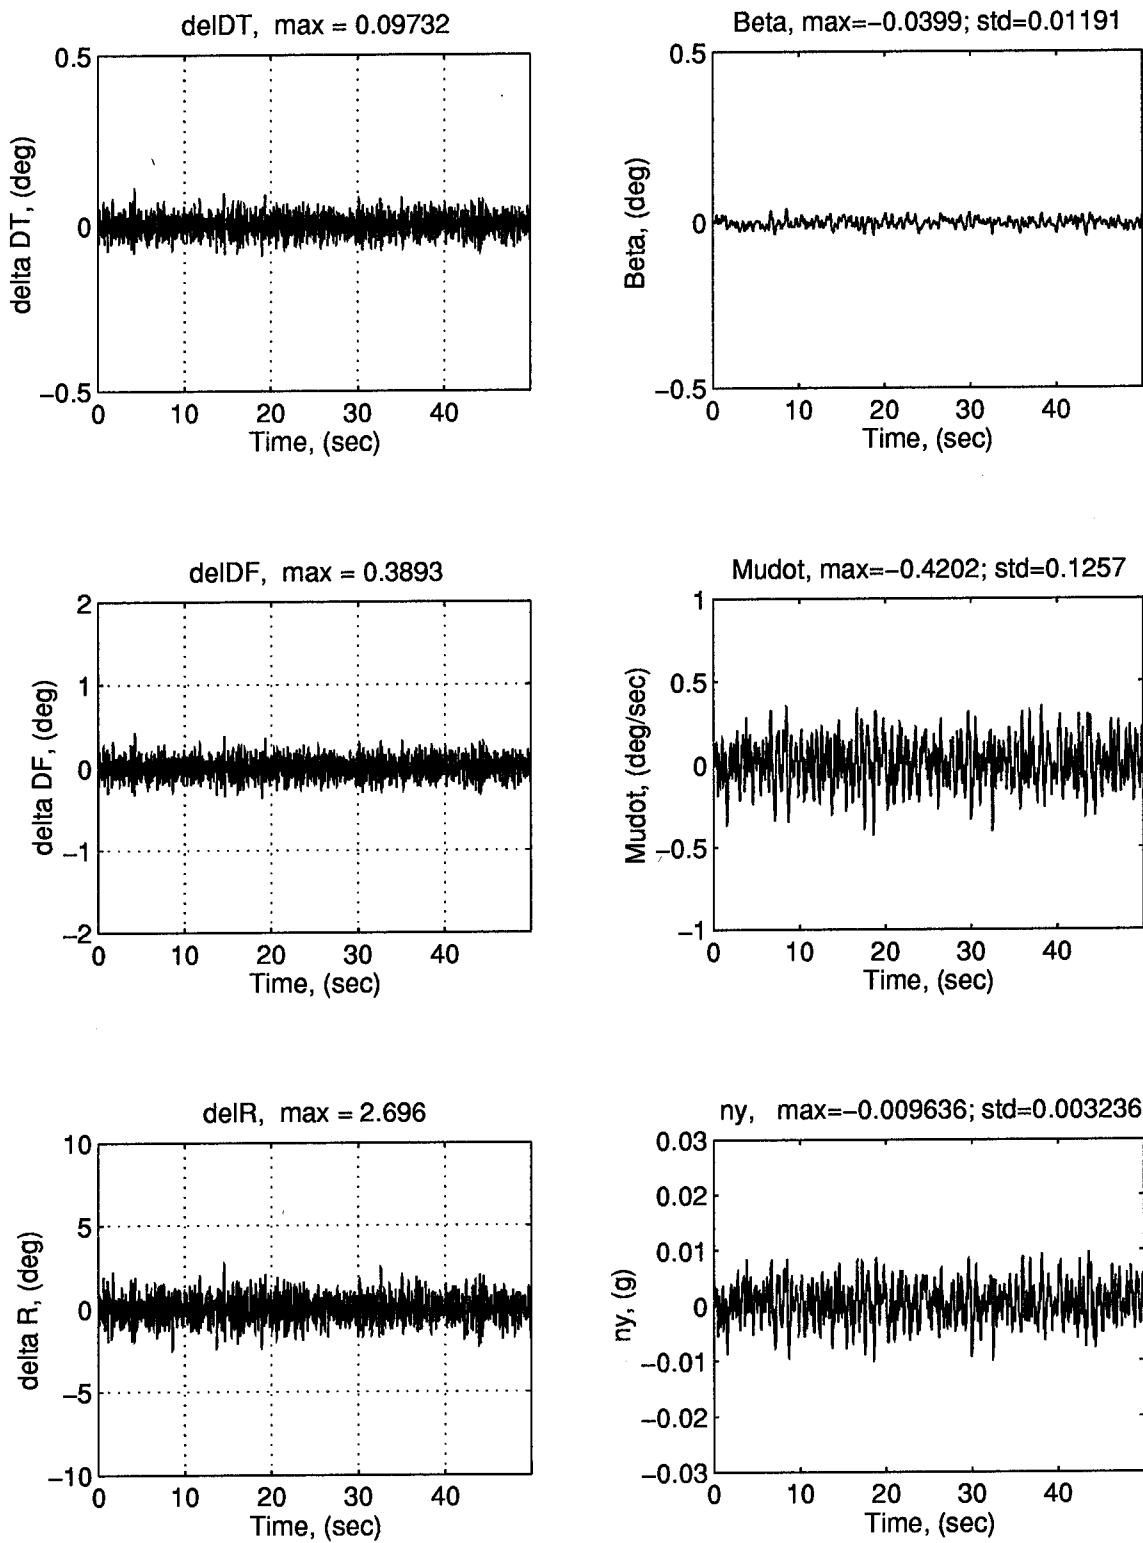 delDT, max = 0.09732
0.5
0
−0.5
delta DT, (deg)
0 10 20 30 40
Time, (sec)
Beta, max=−0.0399; std=0.01191
0.5
0
−0.5
Beta, (deg)
0 10 20 30 40
Time, (sec)
delDF, max = 0.3893
2
1
0
−1
−2
delta DF, (deg)
0 10 20 30 40
Time, (sec)
Mudot, max=−0.4202; std=0.1257
1
0.5
0
−0.5
−1
Mudot, (deg/sec)
0 10 20 30 40
Time, (sec)
delR, max = 2.696
10
5
0
−5
−10
delta R, (deg)
0 10 20 30 40
Time, (sec)
ny, max=−0.009636; std=0.003236
0.03
0.02
0.01
0
−0.01
−0.02
−0.03
ny, (g)
0 10 20 30 40
Time, (sec)